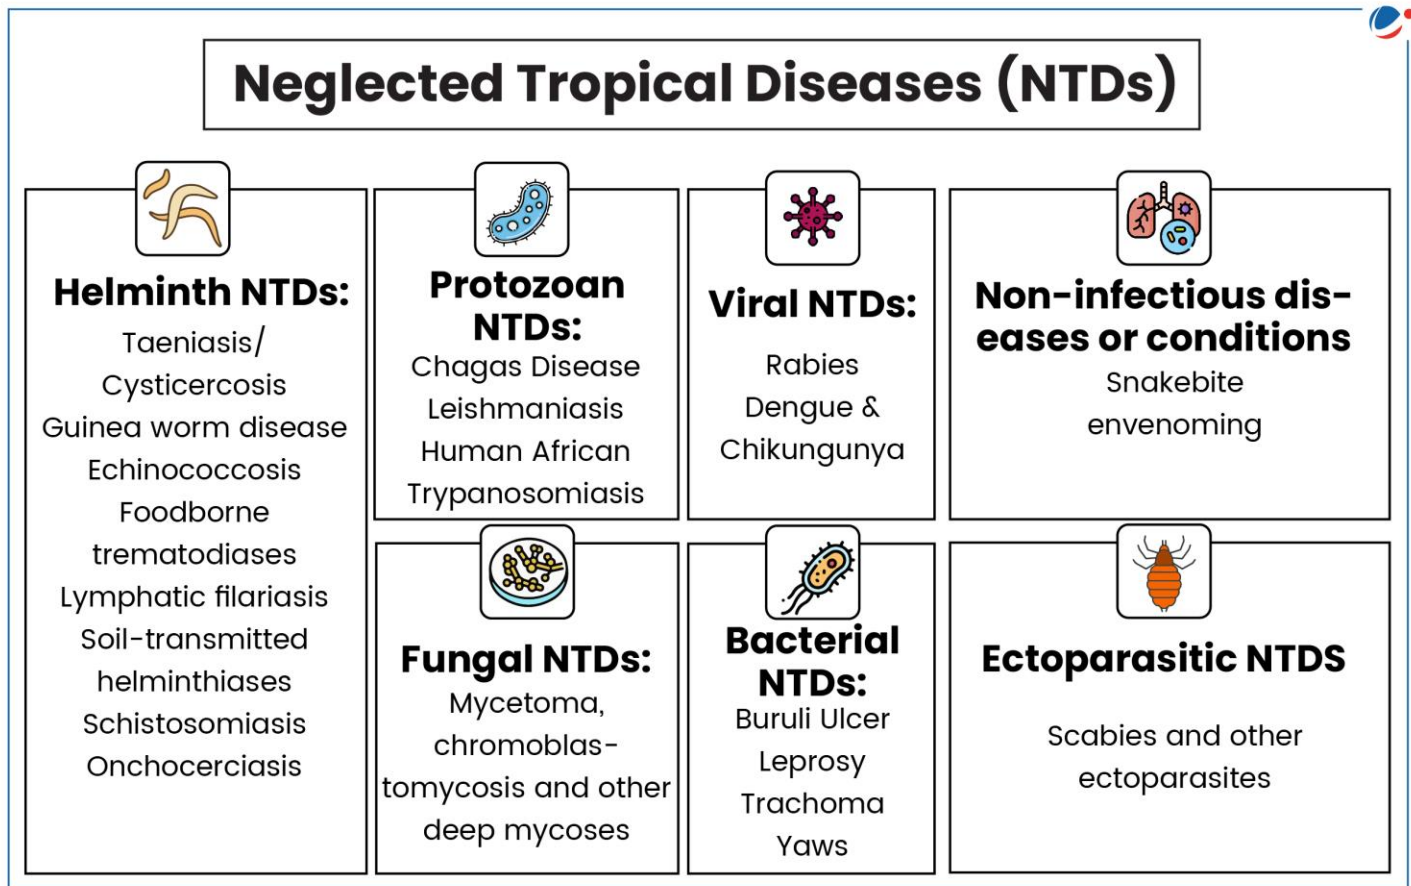 Neglected Tropical Diseases (NTDs)
Helminth NTDs:
Taeniasis/
Cysticercosis
Guinea worm disease
Echinococcosis
Foodborne
trematodiases
Lymphatic filariasis
Soil-transmitted
helminthiases
Schistosomiasis
Onchocerciasis
Protozoan
NTDs:
Chagas Disease
Leishmaniasis
Human African
Trypanosomiasis
Viral NTDs:
Rabies
Dengue &
Chikungunya
Non-infectious dis-
eases or conditions
Snakebite
envenoming
Fungal NTDs:
Mycetoma,
chromoblas-
tomycosis and other
deep mycoses
Bacterial
NTDs:
Buruli Ulcer
Leprosy
Trachoma
Yaws
Ectoparasitic NTDS
Scabies and other
ectoparasites